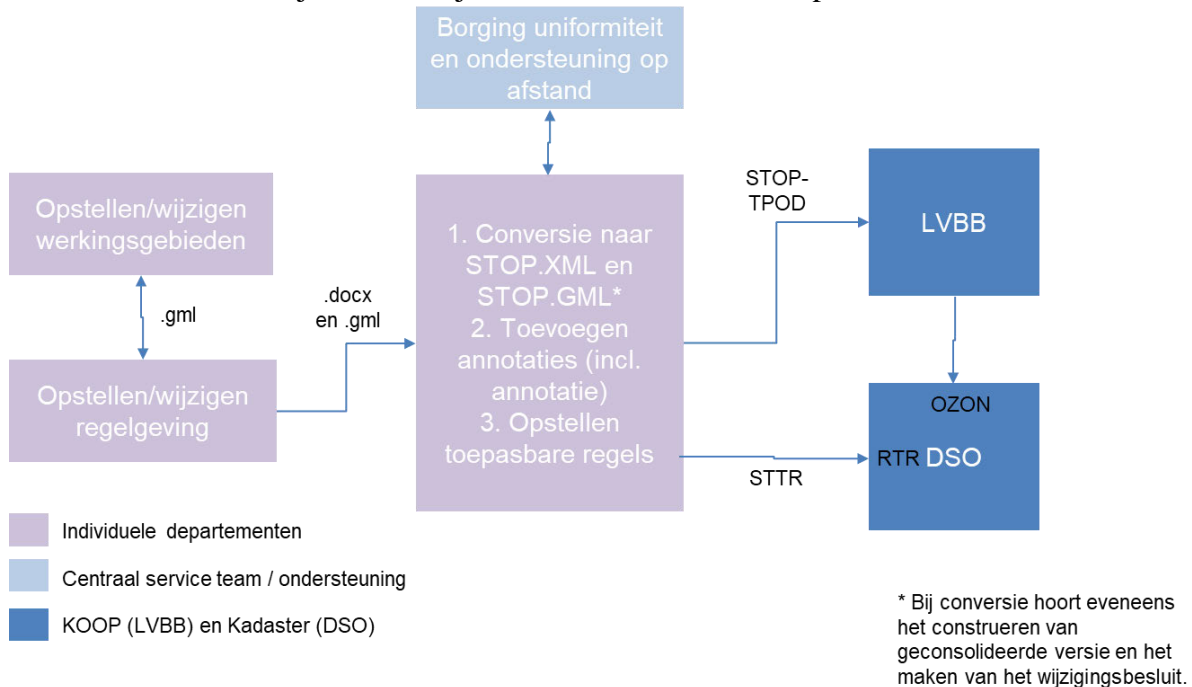 Borging uniformiteit
en ondersteuning op
afstand
Opstellen/wijzigen
werkingsgebieden
.gml
Opstellen/wijzigen
regelgeving
.docx
en .gml
1. Conversie naar
STOP.XML en
STOP.GML*
2. Toevoegen
annotaties (incl.
annotatie)
3. Opstellen
toepasbare regels
STOP-
TPOD
LVBB
STTR
OZON
RTR DSO
Individuele departementen
Centraal service team / ondersteuning
KOOP (LVBB) en Kadaster (DSO)
* Bij conversie hoort eveneens
het construeren van
geconsolideerde versie en het
maken van het wijzigingsbesluit.